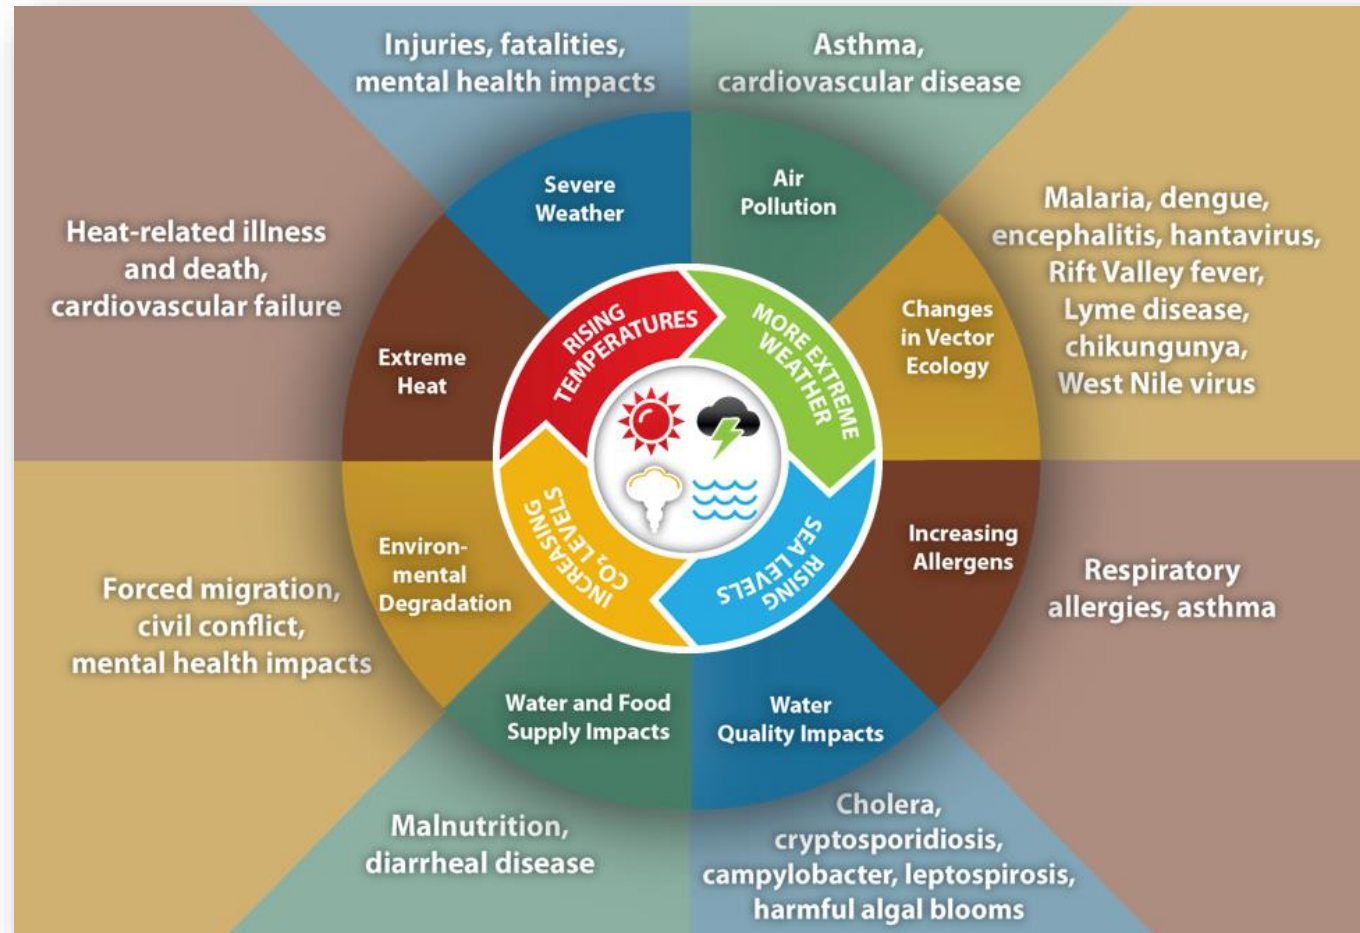 Injuries, fatalities,
mental health impacts
Asthma,
cardiovascular disease
Severe
Weather
Air
Pollution
Heat-related illness
and death,
cardiovascular failure
Extreme
Heat
Changes
in Vector
Ecology
Malaria, dengue,
encephalitis, hantavirus,
Rift Valley fever,
Lyme disease,
chikungunya,
West Nile virus
RISING
TEMPERATURES
MORE EXTREME
WEATHER
INCREASING
CO₂ LEVELS
RISING
SEA LEVELS
Forced migration,
civil conflict,
mental health impacts
Environ-
mental
Degradation
Increasing
Allergens
Respiratory
allergies, asthma
Water and Food
Supply Impacts
Water
Quality Impacts
Malnutrition,
diarrheal disease
Cholera,
cryptosporidiosis,
campylobacter, leptospirosis,
harmful algal blooms